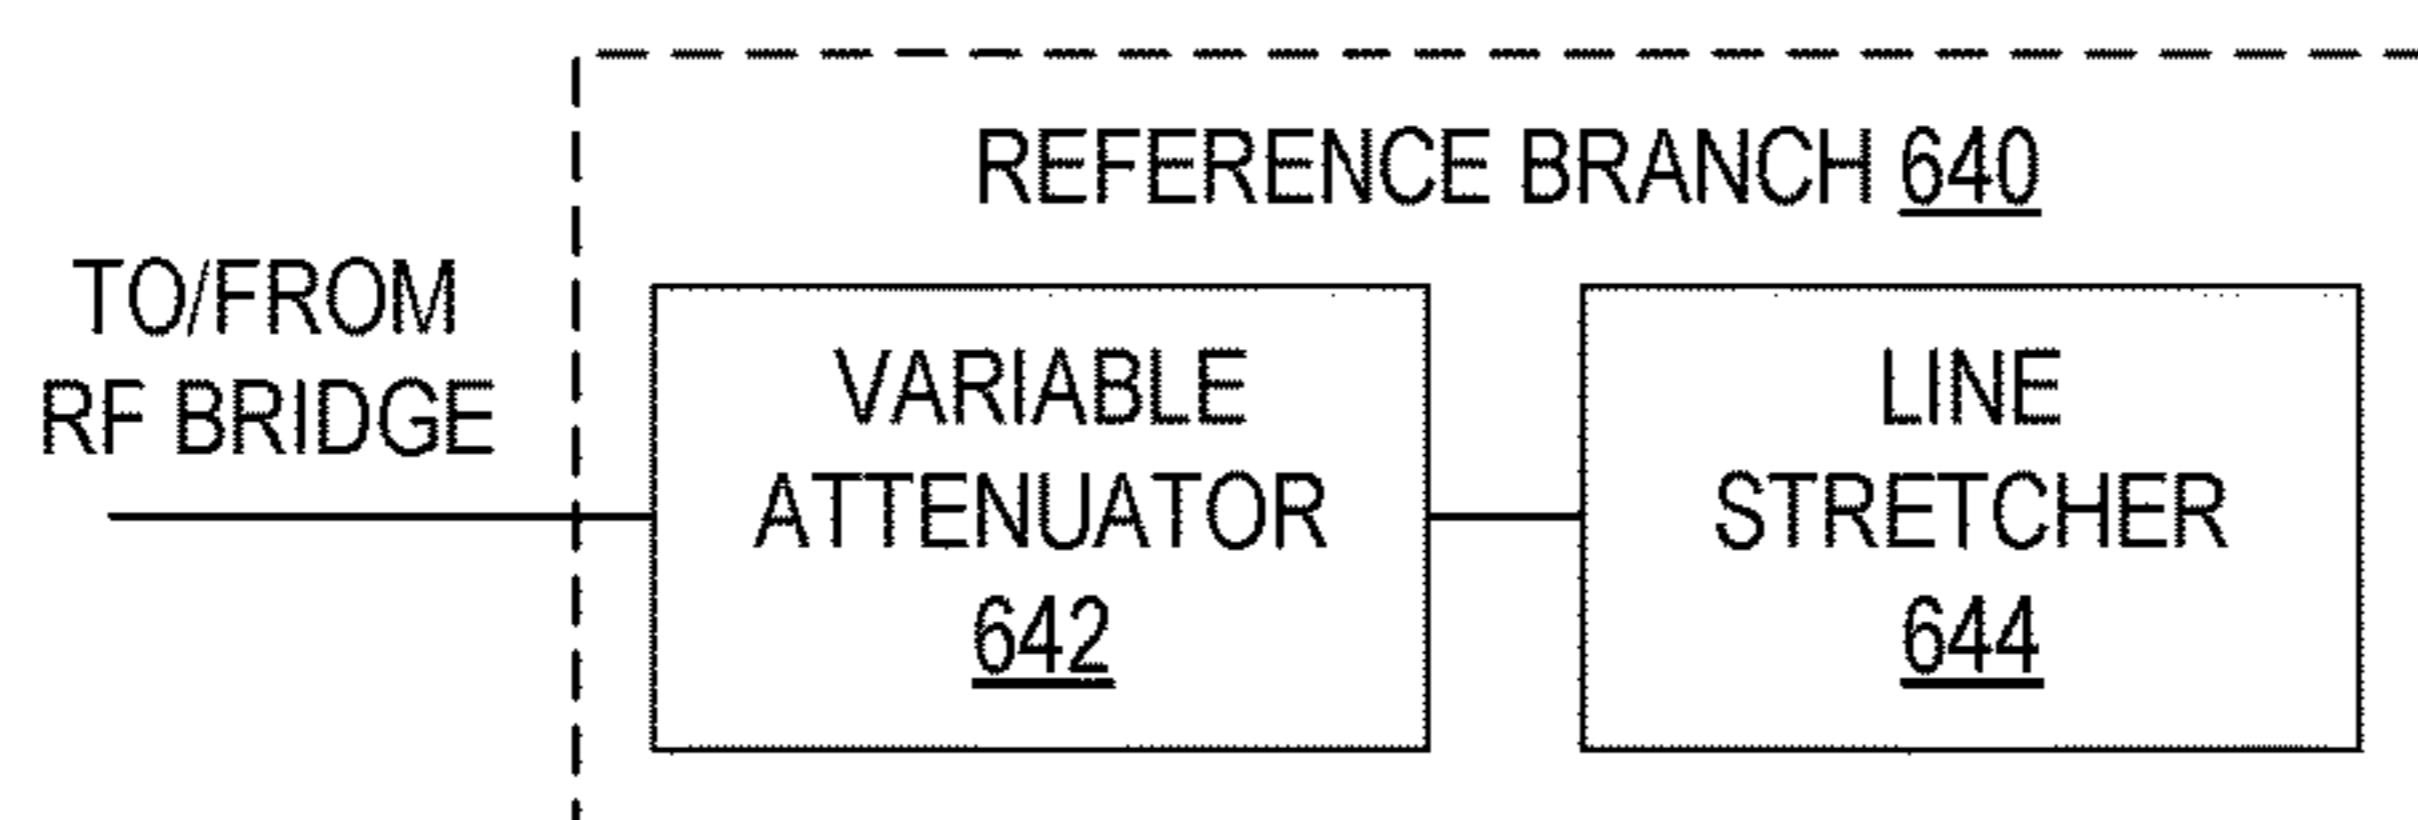 REFERENCE BRANCH 640
TO/FROM
RF BRIDGE
VARIABLE
ATTENUATOR
642
LINE
STRETCHER
644